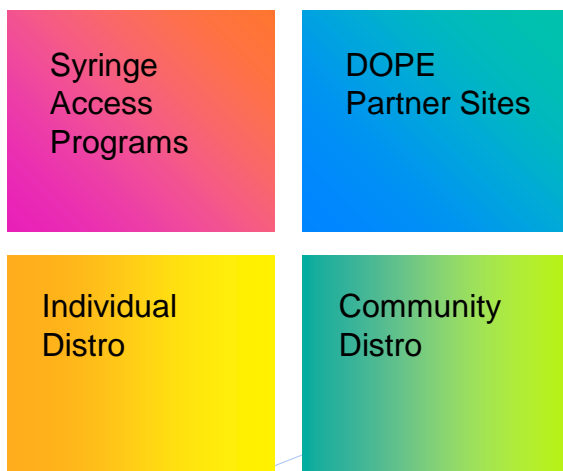 Syringe
Access
Programs
DOPE
Partner Sites
Individual
Distro
Community
Distro